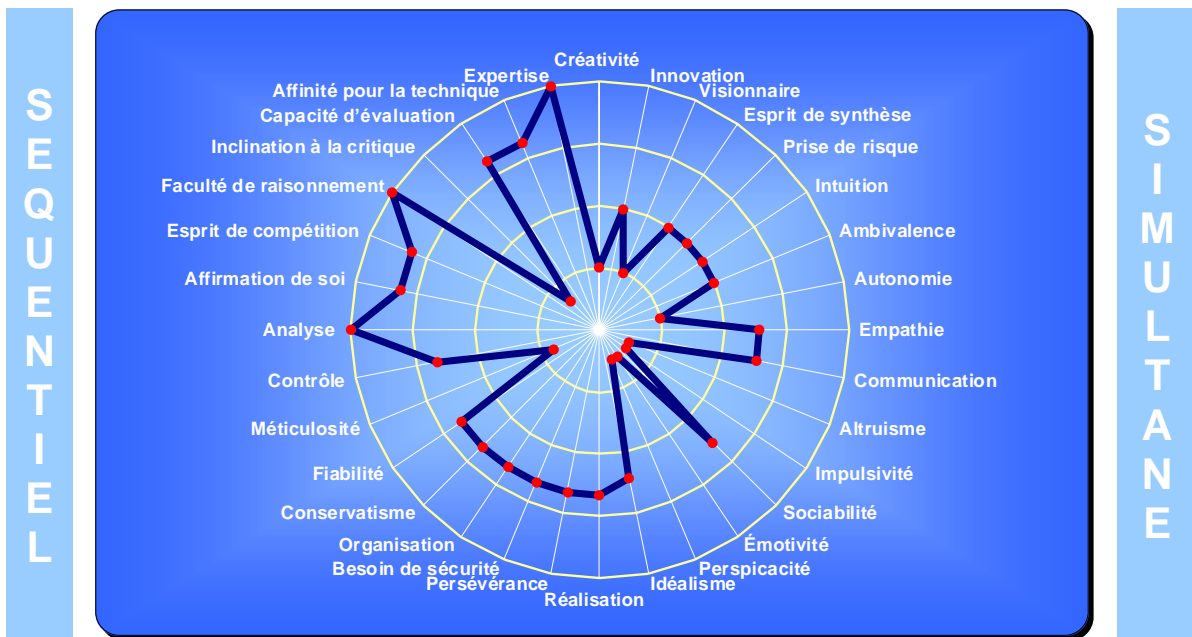 SEQUENTIEL
Créativité
Innovation
Visionnaire
Esprit de synthèse
Prise de risque
Intuition
Ambivalence
Autonomie
Empathie
Communication
Altruisme
Impulsivité
Sociabilité
Émotivité
Perspicacité
Idéalisme
Réalisation
Persévérance
Besoin de sécurité
Organisation
Conservatisme
Fiabilité
Méticulosité
Contrôle
Analyse
Affirmation de soi
Esprit de compétition
Faculté de raisonnement
Inclination à la critique
Capacité d'évaluation
Affinité pour la technique
Expertise
SIMULTANE